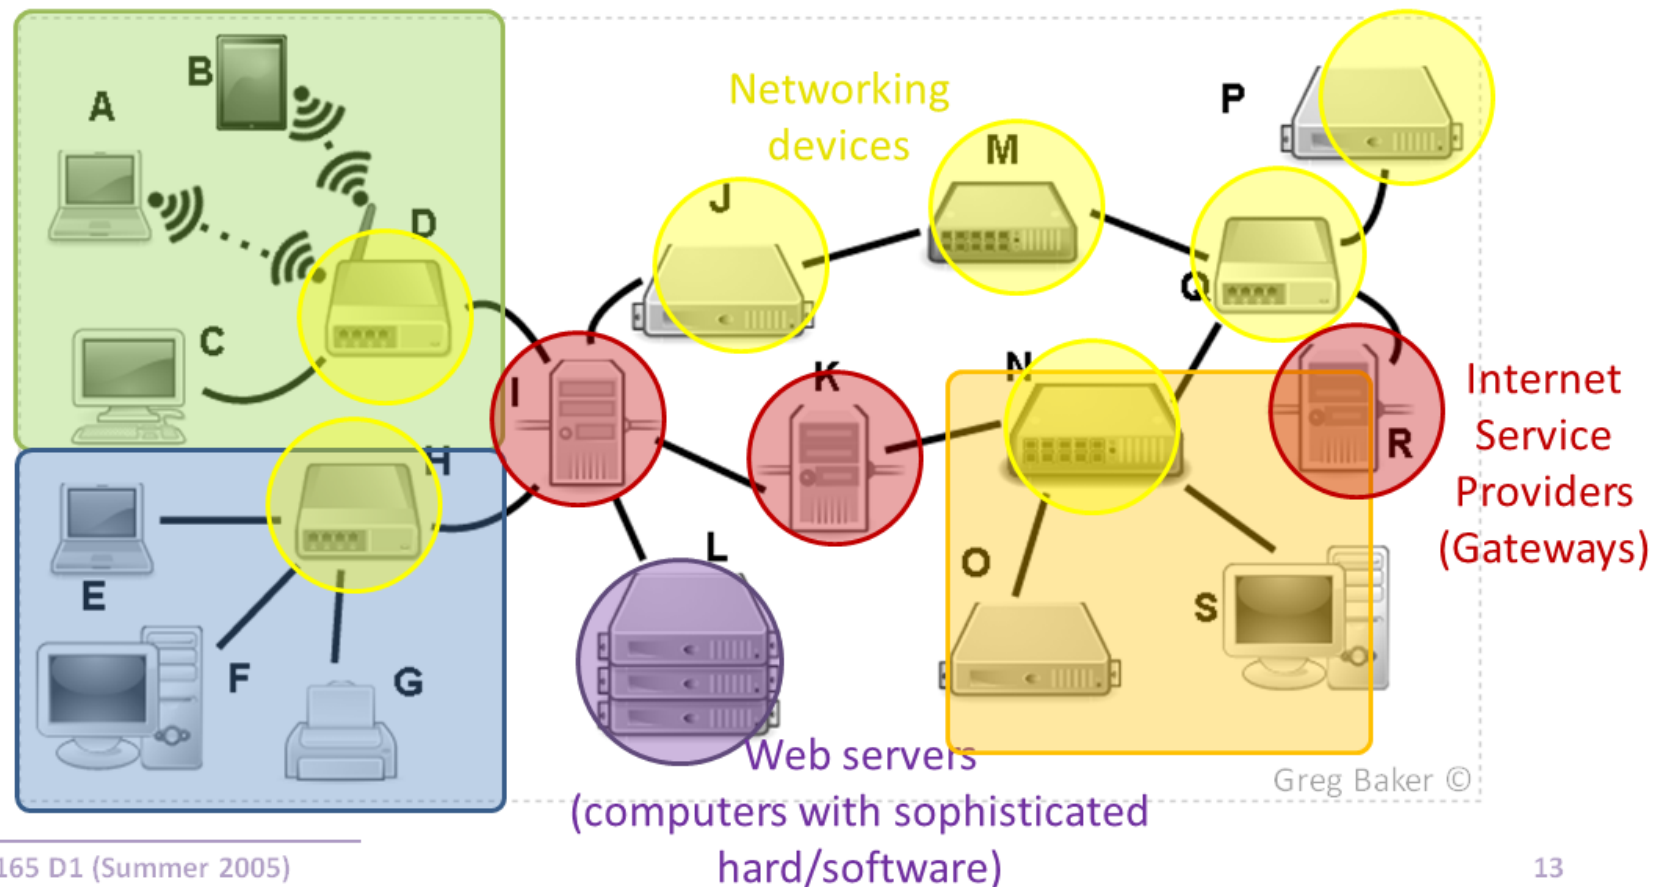 B
A
P
Networking
devices
M
J
D
Q
C
N
K
I
Internet
Service
Providers
(Gateways)
R
H
L
O
E
S
F
G
Web servers
(computers with sophisticated
hard/software)
Greg Baker ©
165 D1 (Summer 2005)
13